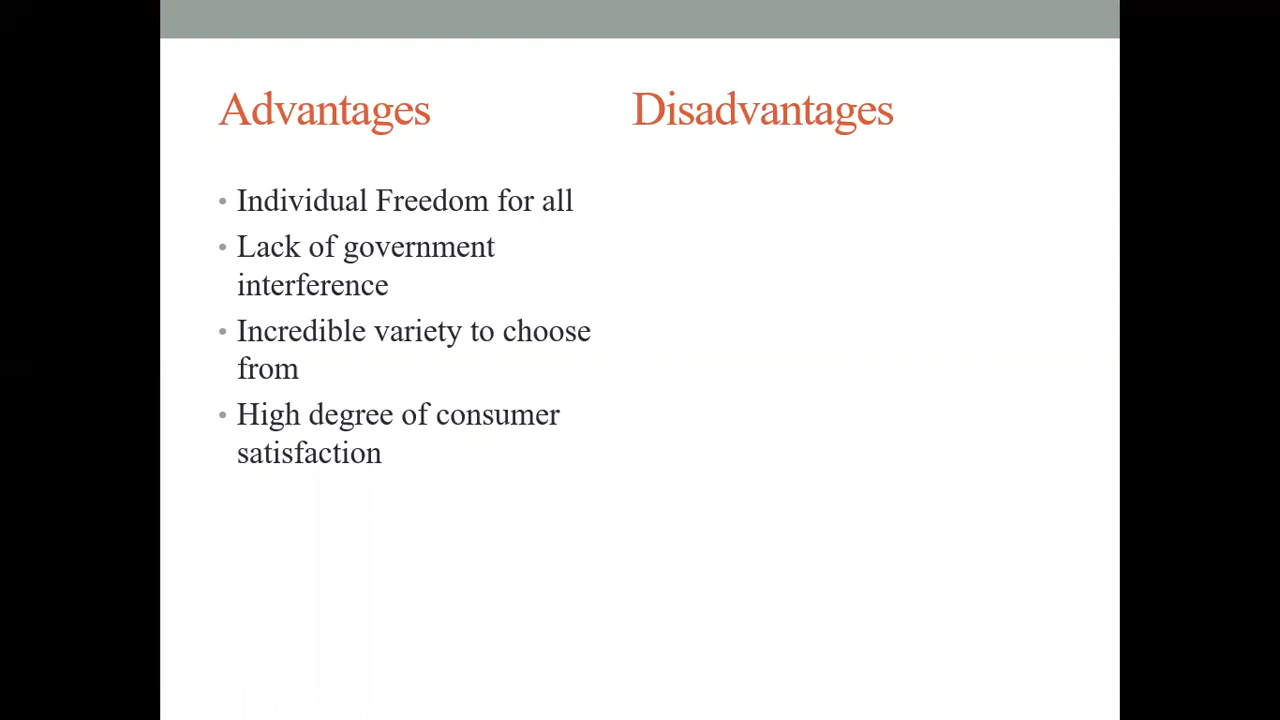 Advantages
Disadvantages
• Individual Freedom for all
• Lack of government
interference
• Incredible variety to choose
from
• High degree of consumer
satisfaction